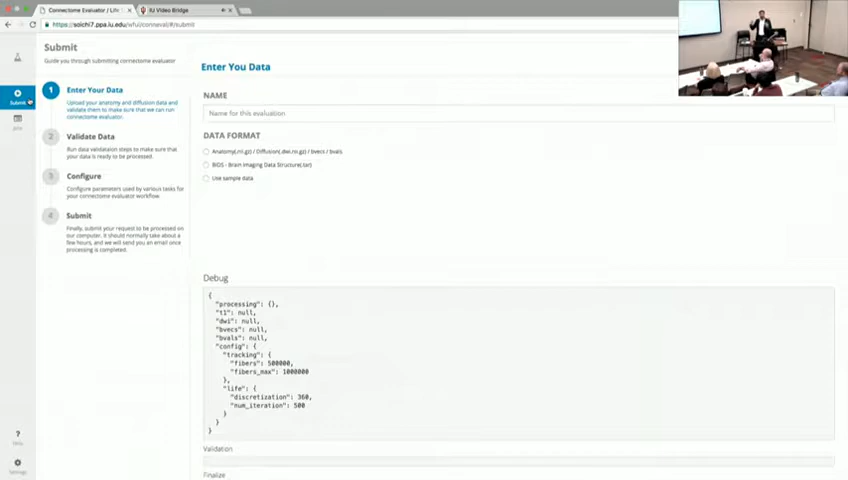 Connectome Evaluator / Life
IU Video Bridge
https://soichi7.ppa.iu.edu/wful/conneval/#/submit
Submit
Guide you through submitting connectome evaluator
1 Enter Your Data
Upload your anatomy and diffusion data and
validate them to make sure that we can run
connectome evaluator.
2 Validate Data
Run data validataion steps to make sure that
your data is ready to be processed.
3 Configure
Configure parameters used by various tasks for
your connectome evaluator workflow.
4 Submit
Finally, submit your request to be processed on
our computer. It should normally take about a
few hours, and we will send you an email once
processing is completed.
Submit
Help
Settings
Enter You Data
NAME
Name for this evaluation
DATA FORMAT
Anatomy(.nii.gz) / Diffusion(.dwi.nii.gz) / bvecs / bvals
BIDS - Brain Imaging Data Structure(.tar)
Use sample data
Debug
{
"processing": {},
"t1": null,
"dwi": null,
"bvecs": null,
"bvals": null,
"config": {
"tracking": {
"fibers": 500000,
"fibers_max": 1000000
},
"life": {
"discretization": 360,
"num_iteration": 500
}
}
}
Validation
Finalize